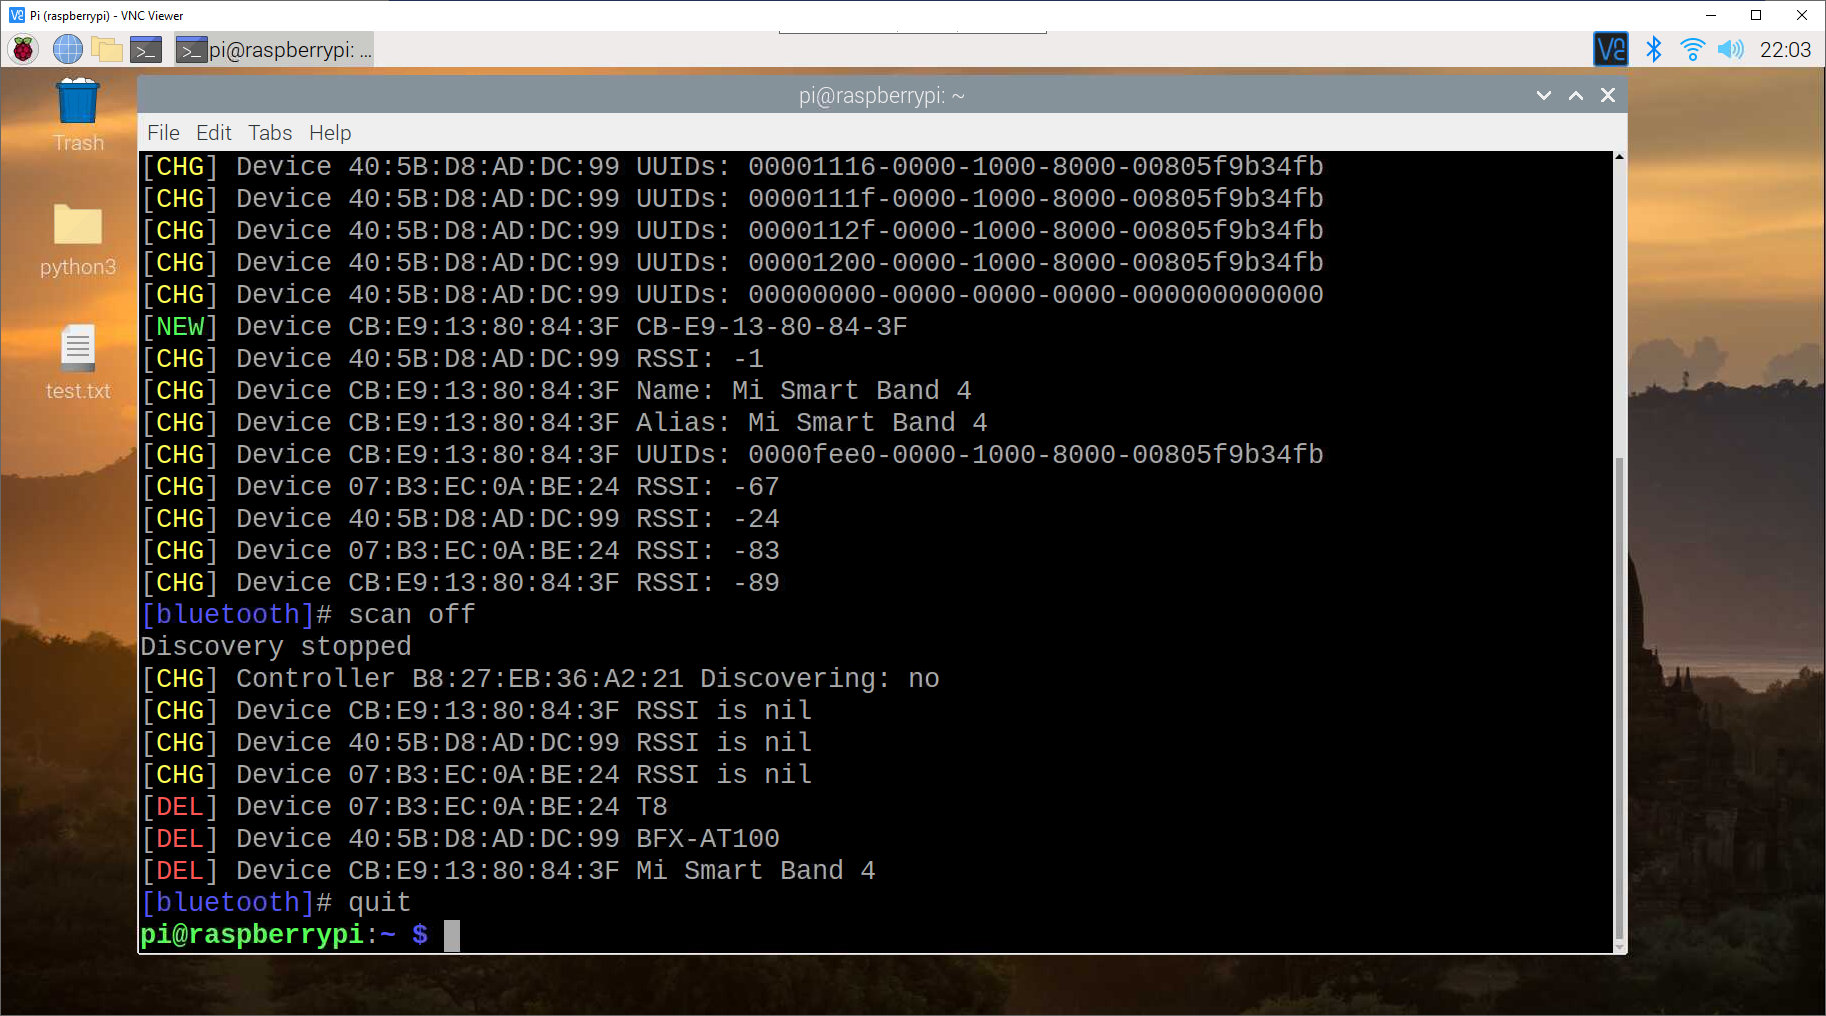 Pi (raspberrypi) - VNC Viewer
pi@raspberrypi: ...
22:03
pi@raspberrypi: ~
File Edit Tabs Help
Trash
python3
test.txt
[CHG] Device 40:5B:D8:AD:DC:99 UUIDs: 00001116-0000-1000-8000-00805f9b34fb
[CHG] Device 40:5B:D8:AD:DC:99 UUIDs: 0000111f-0000-1000-8000-00805f9b34fb
[CHG] Device 40:5B:D8:AD:DC:99 UUIDs: 0000112f-0000-1000-8000-00805f9b34fb
[CHG] Device 40:5B:D8:AD:DC:99 UUIDs: 00001200-0000-1000-8000-00805f9b34fb
[CHG] Device 40:5B:D8:AD:DC:99 UUIDs: 00000000-0000-0000-0000-000000000000
[NEW] Device CB:E9:13:80:84:3F CB-E9-13-80-84-3F
[CHG] Device 40:5B:D8:AD:DC:99 RSSI: -1
[CHG] Device CB:E9:13:80:84:3F Name: Mi Smart Band 4
[CHG] Device CB:E9:13:80:84:3F Alias: Mi Smart Band 4
[CHG] Device CB:E9:13:80:84:3F UUIDs: 0000fee0-0000-1000-8000-00805f9b34fb
[CHG] Device 07:B3:EC:0A:BE:24 RSSI: -67
[CHG] Device 40:5B:D8:AD:DC:99 RSSI: -24
[CHG] Device 07:B3:EC:0A:BE:24 RSSI: -83
[CHG] Device CB:E9:13:80:84:3F RSSI: -89
[bluetooth]# scan off
Discovery stopped
[CHG] Controller B8:27:EB:36:A2:21 Discovering: no
[CHG] Device CB:E9:13:80:84:3F RSSI is nil
[CHG] Device 40:5B:D8:AD:DC:99 RSSI is nil
[CHG] Device 07:B3:EC:0A:BE:24 RSSI is nil
[DEL] Device 07:B3:EC:0A:BE:24 T8
[DEL] Device 40:5B:D8:AD:DC:99 BFX-AT100
[DEL] Device CB:E9:13:80:84:3F Mi Smart Band 4
[bluetooth]# quit
pi@raspberrypi:~ $